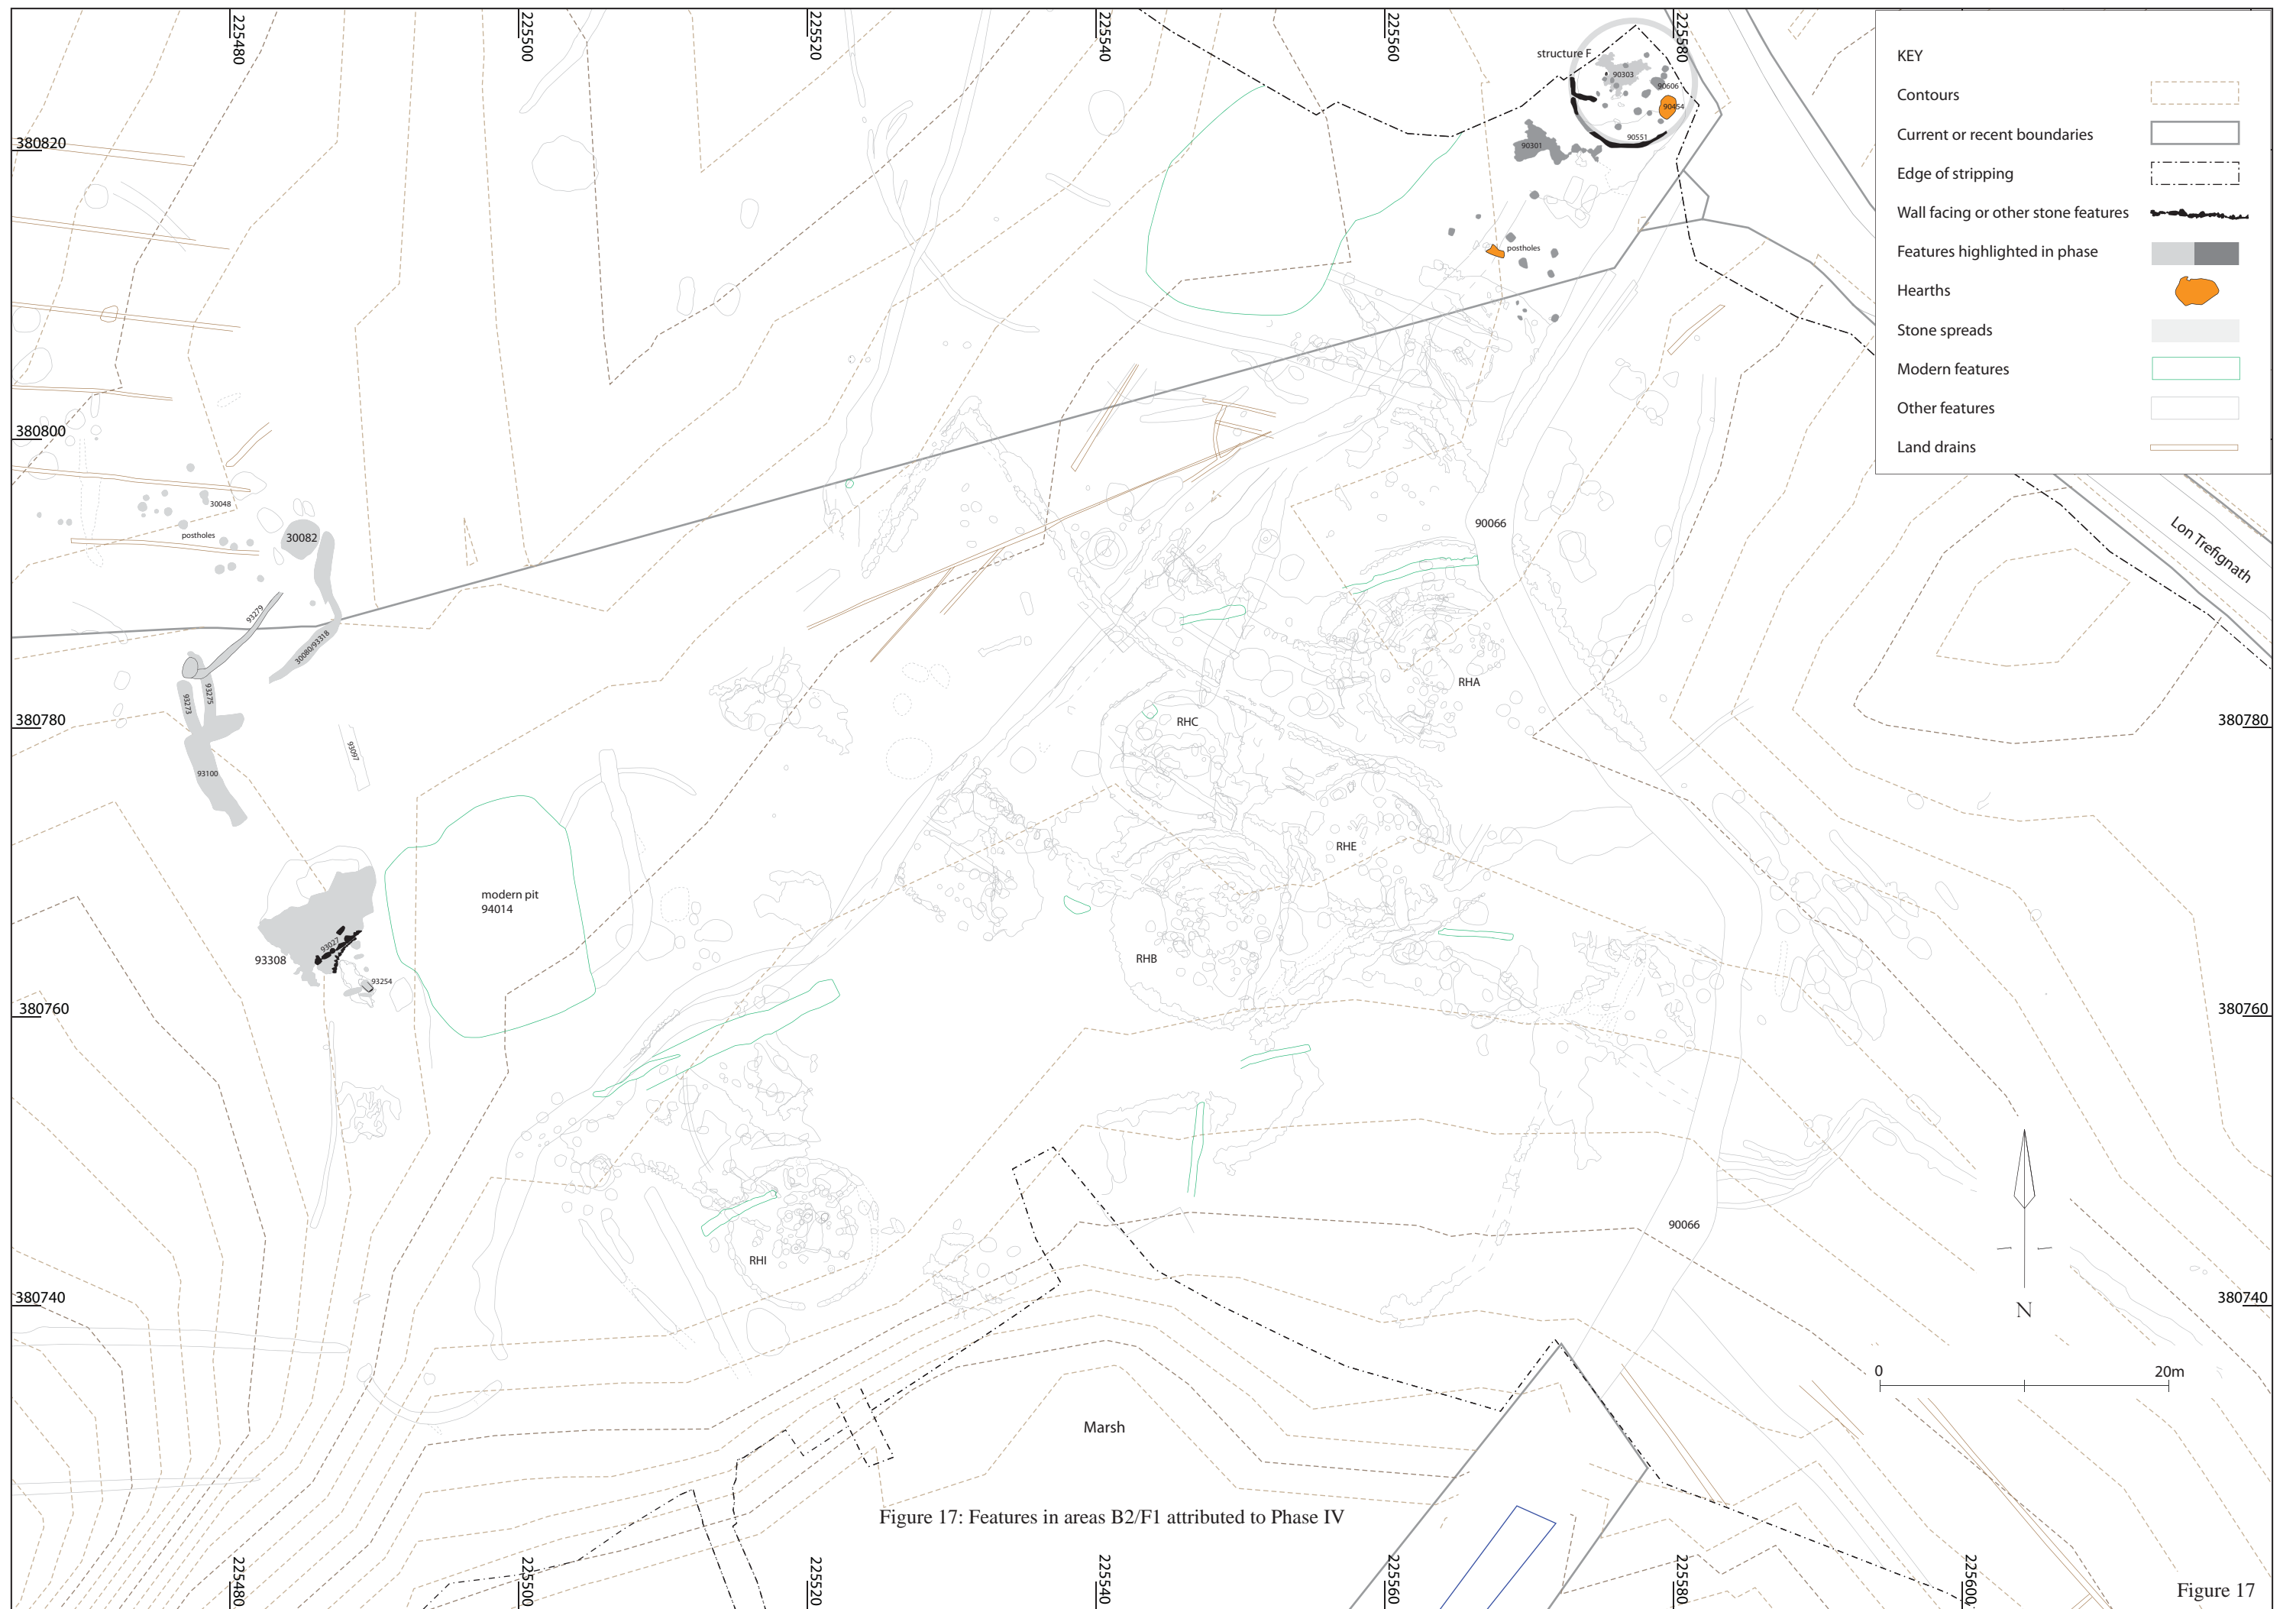 225480
225500
225520
225540
225560
225580
KEY
Contours
Current or recent boundaries
Edge of stripping
Wall facing or other stone features
Features highlighted in phase
Hearths
Stone spreads
Modern features
Other features
Land drains
structure F
90303
90606
90454
90551
90301
380820
postholes
380800
30048
postholes
30082
90066
Lon Trefignath
93279
30080/93318
93275
93273
RHA
RHC
380780
380780
93097
93100
RHE
modern pit
94014
93027
93308
RHB
93254
380760
380760
90066
RHI
380740
380740
N
0
20m
Marsh
Figure 17: Features in areas B2/F1 attributed to Phase IV
225480
225500
225520
225540
225560
225580
225600
Figure 17